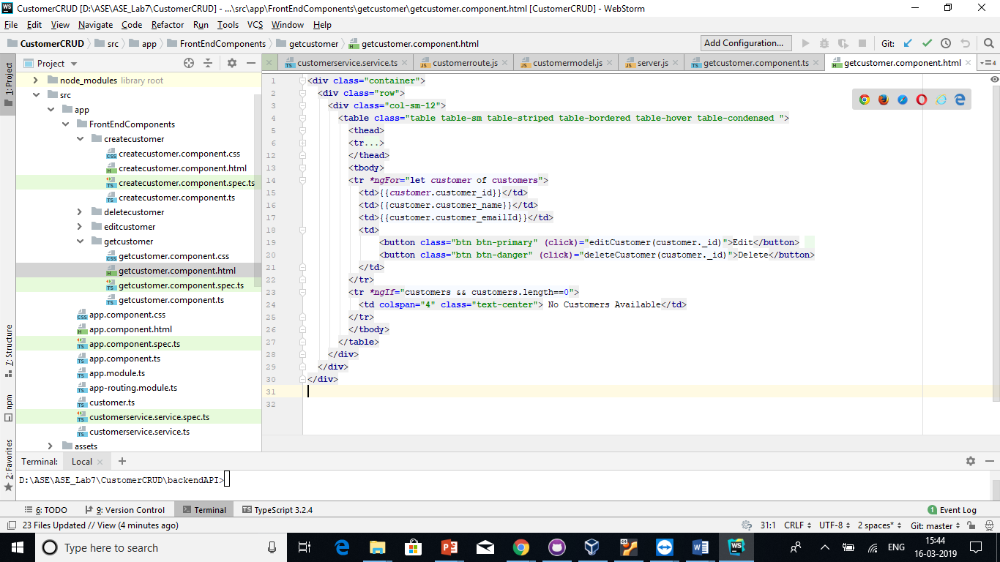 CustomerCRUD [D:\ASE\ASE_Lab7\CustomerCRUD] - ...\src\app\FrontEndComponents\getcustomer\getcustomer.component.html [CustomerCRUD] - WebStorm
File Edit View Navigate Code Refactor Run Tools VCS Window Help
CustomerCRUD src app FrontEndComponents getcustomer getcustomer.component.html Add Configuration... Git:
Project customerservice.service.ts customerroute.js customermodel.js server.js getcustomer.component.ts getcustomer.component.html 4
1: Project
7: Structure
npm
2: Favorites
node_modules library root
src
app
FrontEndComponents
createcustomer
createcustomer.component.css
createcustomer.component.html
createcustomer.component.spec.ts
createcustomer.component.ts
deletecustomer
editcustomer
getcustomer
getcustomer.component.css
getcustomer.component.html
getcustomer.component.spec.ts
getcustomer.component.ts
app.component.css
app.component.html
app.component.spec.ts
app.component.ts
app.module.ts
app-routing.module.ts
customer.ts
customerservice.service.spec.ts
customerservice.service.ts
assets
1 <div class="container">
2 <div class="row">
3 <div class="col-sm-12">
4 <table class="table table-sm table-striped table-bordered table-hover table-condensed ">
5 <thead>
6 <tr...>
12 </thead>
13 <tbody>
14 <tr *ngFor="let customer of customers">
15 <td>{{customer.customer_id}}</td>
16 <td>{{customer.customer_name}}</td>
17 <td>{{customer.customer_emailId}}</td>
18 <td>
19 <button class="btn btn-primary" (click)="editCustomer(customer._id)">Edit</button>
20 <button class="btn btn-danger" (click)="deleteCustomer(customer._id)">Delete</button>
21 </td>
22 </tr>
23 <tr *ngIf="customers && customers.length==0">
24 <td colspan="4" class="text-center"> No Customers Available</td>
25 </tr>
26 </tbody>
27 </table>
28 </div>
29 </div>
30 </div>
31
32
Terminal: Local
D:\ASE\ASE_Lab7\CustomerCRUD\backendAPI>
6: TODO 9: Version Control Terminal TypeScript 3.2.4 1 Event Log
23 Files Updated // View (4 minutes ago) 31:1 CRLF UTF-8 2 spaces* Git: master
Type here to search ENG 15:44
16-03-2019